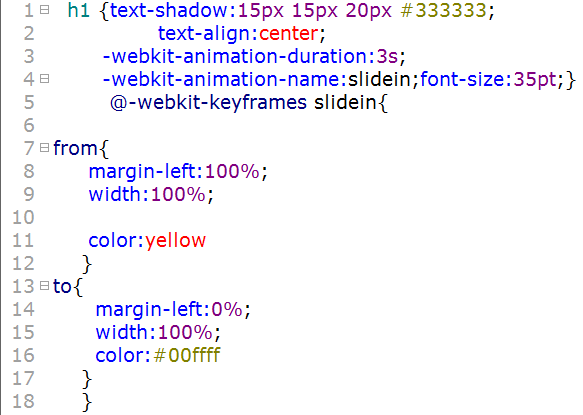 1 h1 {text-shadow:15px 15px 20px #333333;
2 text-align:center;
3 -webkit-animation-duration:3s;
4 -webkit-animation-name:slidein;font-size:35pt;}
5 @-webkit-keyframes slidein{
6
7 from{
8 margin-left:100%;
9 width:100%;
10
11 color:yellow
12 }
13 to{
14 margin-left:0%;
15 width:100%;
16 color:#00ffff
17 }
18 }